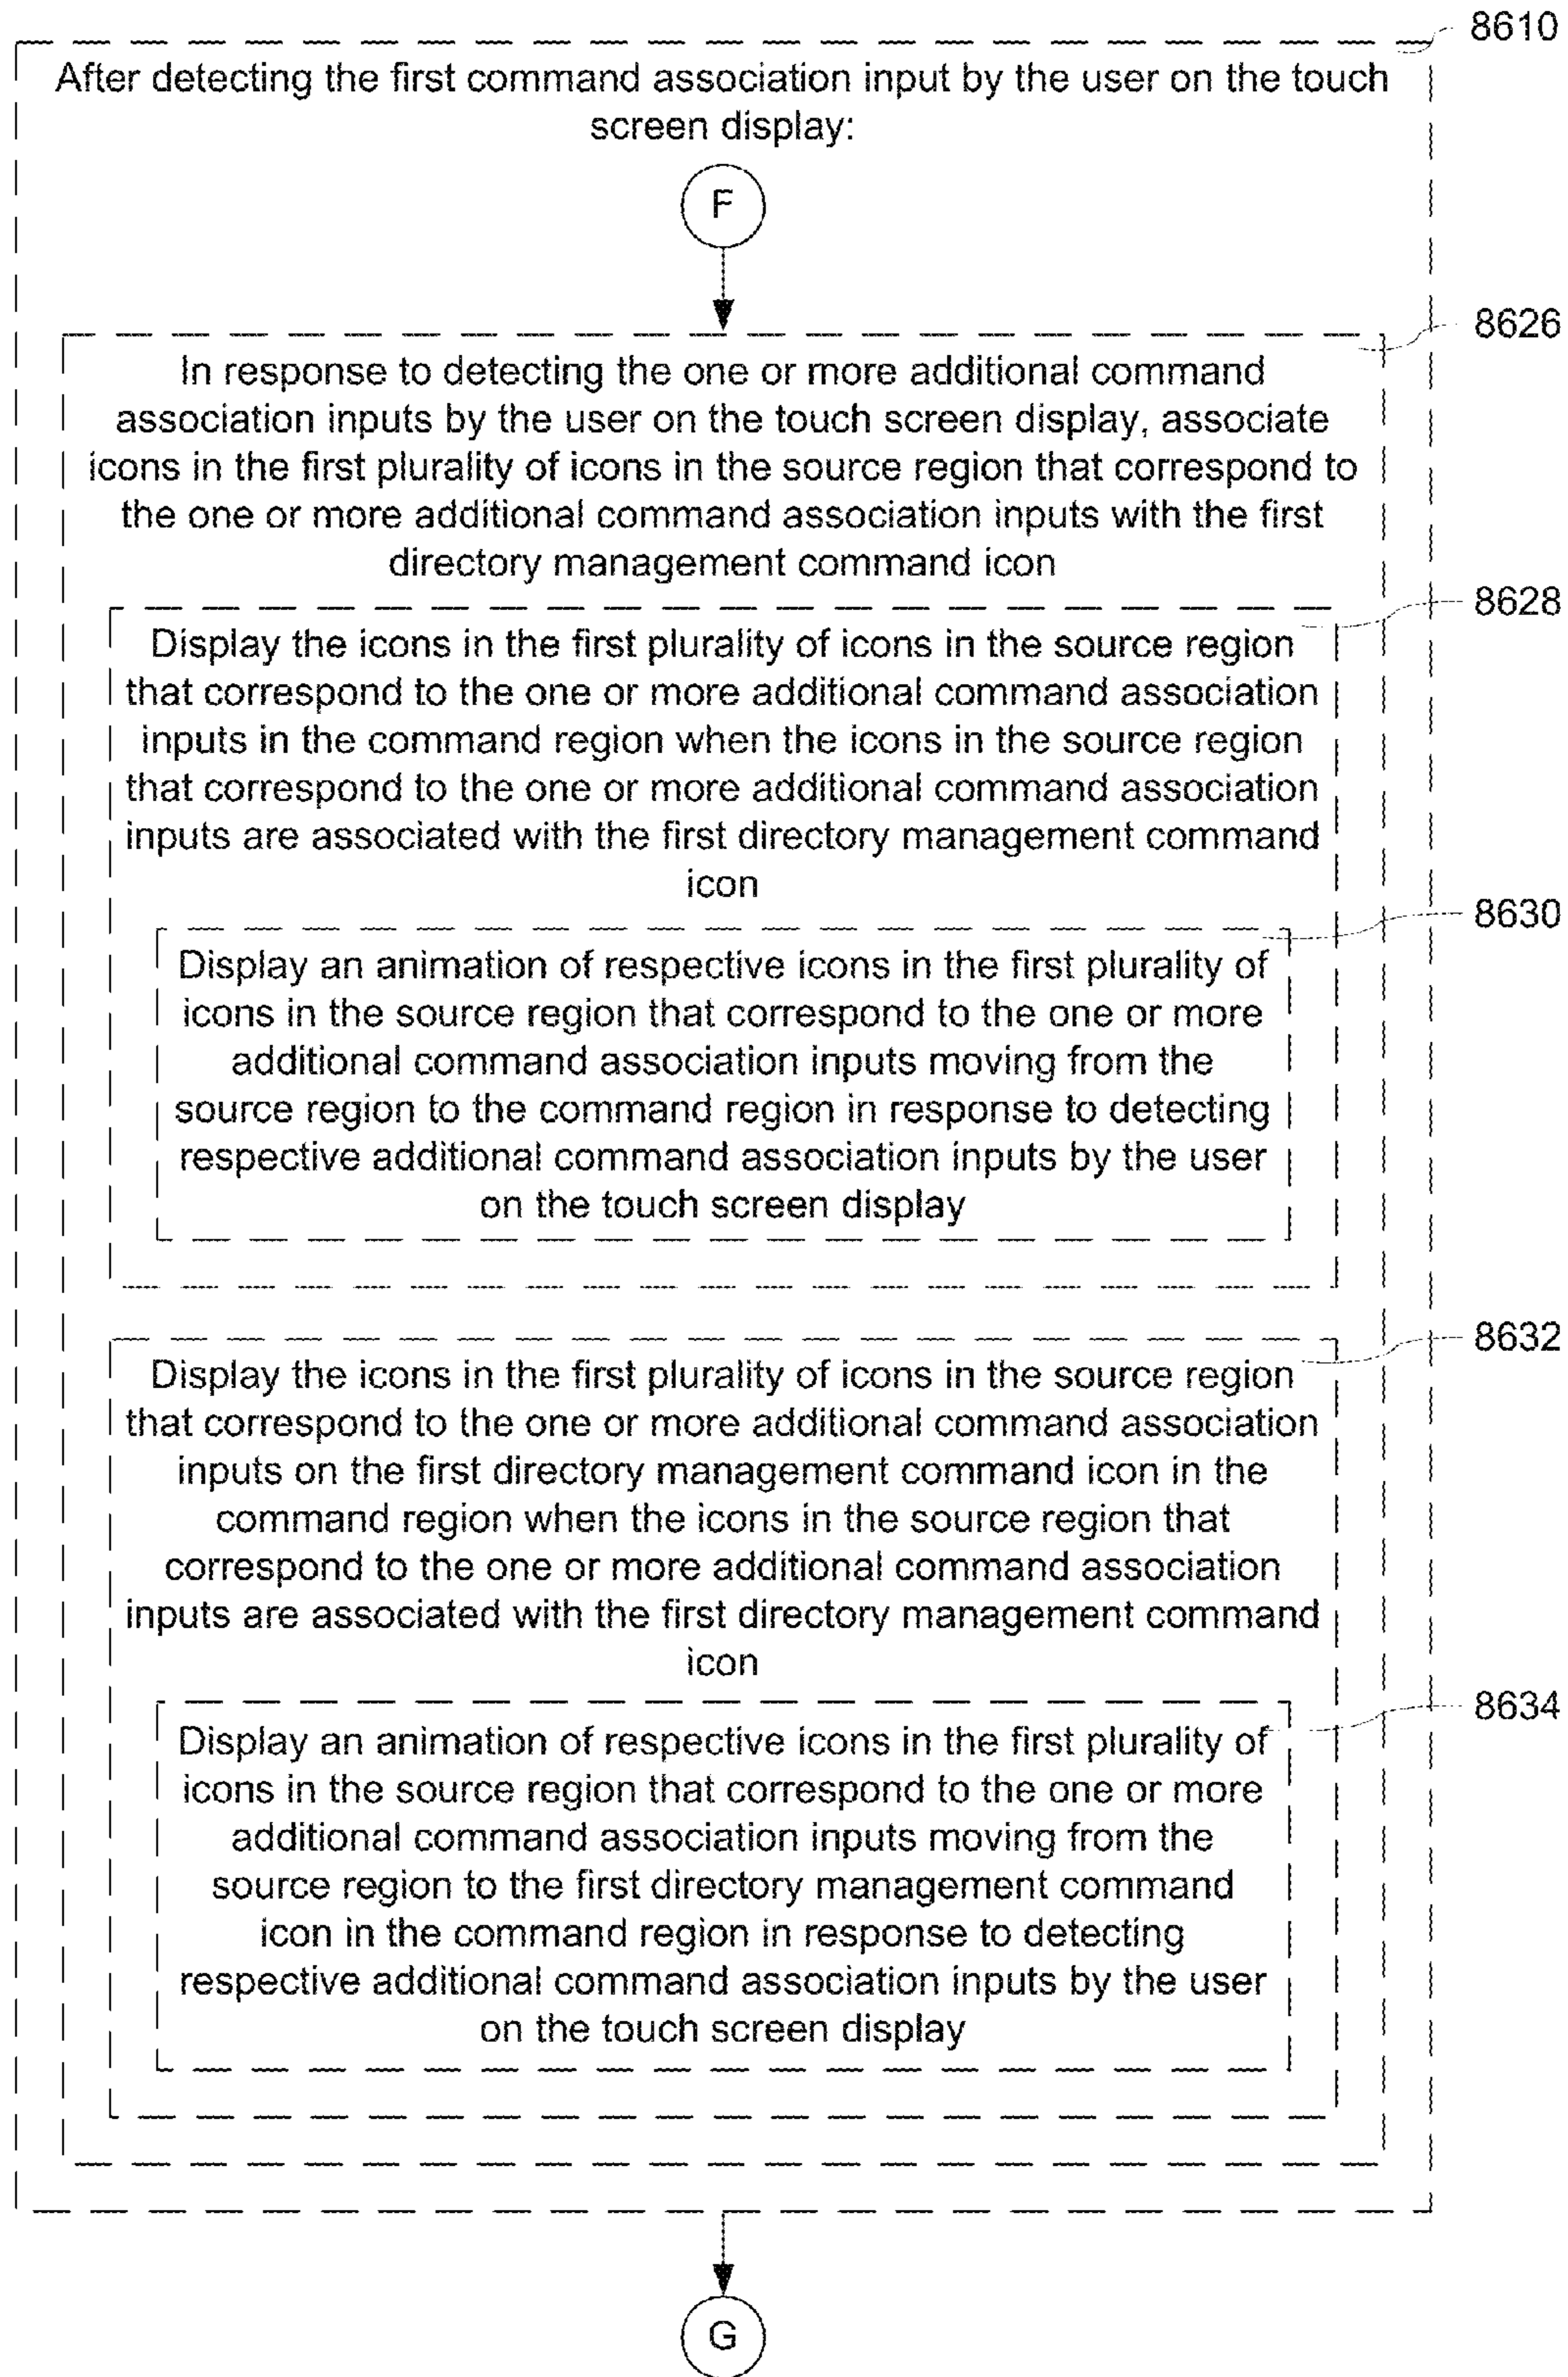 8610
After detecting the first command association input by the user on the touch
screen display:
F
8626
In response to detecting the one or more additional command
association inputs by the user on the touch screen display, associate
icons in the first plurality of icons in the source region that correspond to
the one or more additional command association inputs with the first
directory management command icon
8628
Display the icons in the first plurality of icons in the source region
that correspond to the one or more additional command association
inputs in the command region when the icons in the source region
that correspond to the one or more additional command association
inputs are associated with the first directory management command
icon
8630
Display an animation of respective icons in the first plurality of
icons in the source region that correspond to the one or more
additional command association inputs moving from the
source region to the command region in response to detecting
respective additional command association inputs by the user
on the touch screen display
8632
Display the icons in the first plurality of icons in the source region
that correspond to the one or more additional command association
inputs on the first directory management command icon in the
command region when the icons in the source region that
correspond to the one or more additional command association
inputs are associated with the first directory management command
icon
8634
Display an animation of respective icons in the first plurality of
icons in the source region that correspond to the one or more
additional command association inputs moving from the
source region to the first directory management command
icon in the command region in response to detecting
respective additional command association inputs by the user
on the touch screen display
G